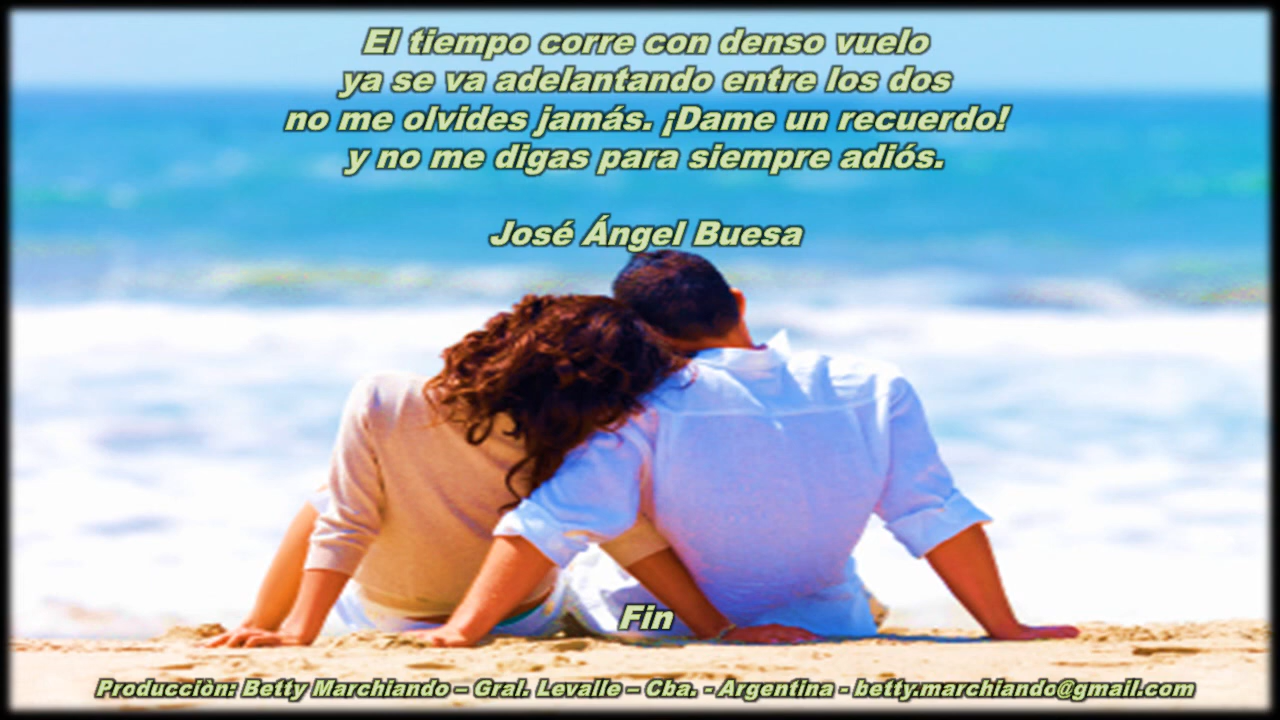 El tiempo corre con denso vuelo
ya se va adelantando entre los dos
no me olvides jamás. ¡Dame un recuerdo!
y no me digas para siempre adiós.
José Ángel Buesa
Fin
Producciòn: Betty Marchiando – Gral. Levalle – Cba. - Argentina - betty.marchiando@gmail.com